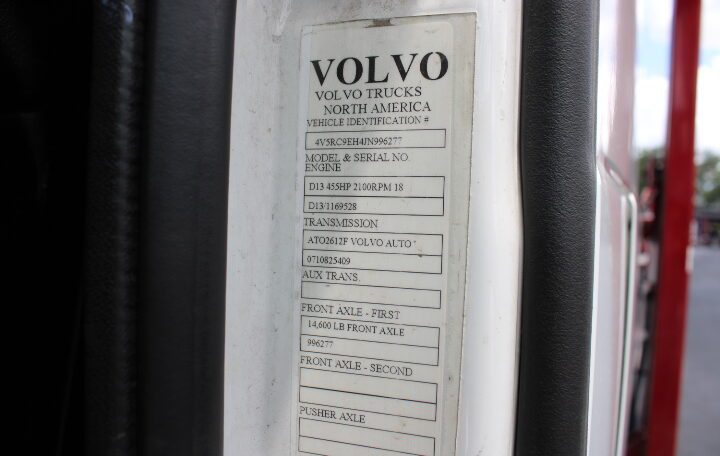 VOLVO
VOLVO TRUCKS
NORTH AMERICA
VEHICLE IDENTIFICATION #
4V5RC9EH4JN996277
MODEL & SERIAL NO.
ENGINE
D13 455HP 2100RPM 18
D13/1169528
TRANSMISSION
ATO2612F VOLVO AUTO
0710825409
AUX TRANS.
FRONT AXLE - FIRST
14,600 LB FRONT AXLE
996277
FRONT AXLE - SECOND
PUSHER AXLE